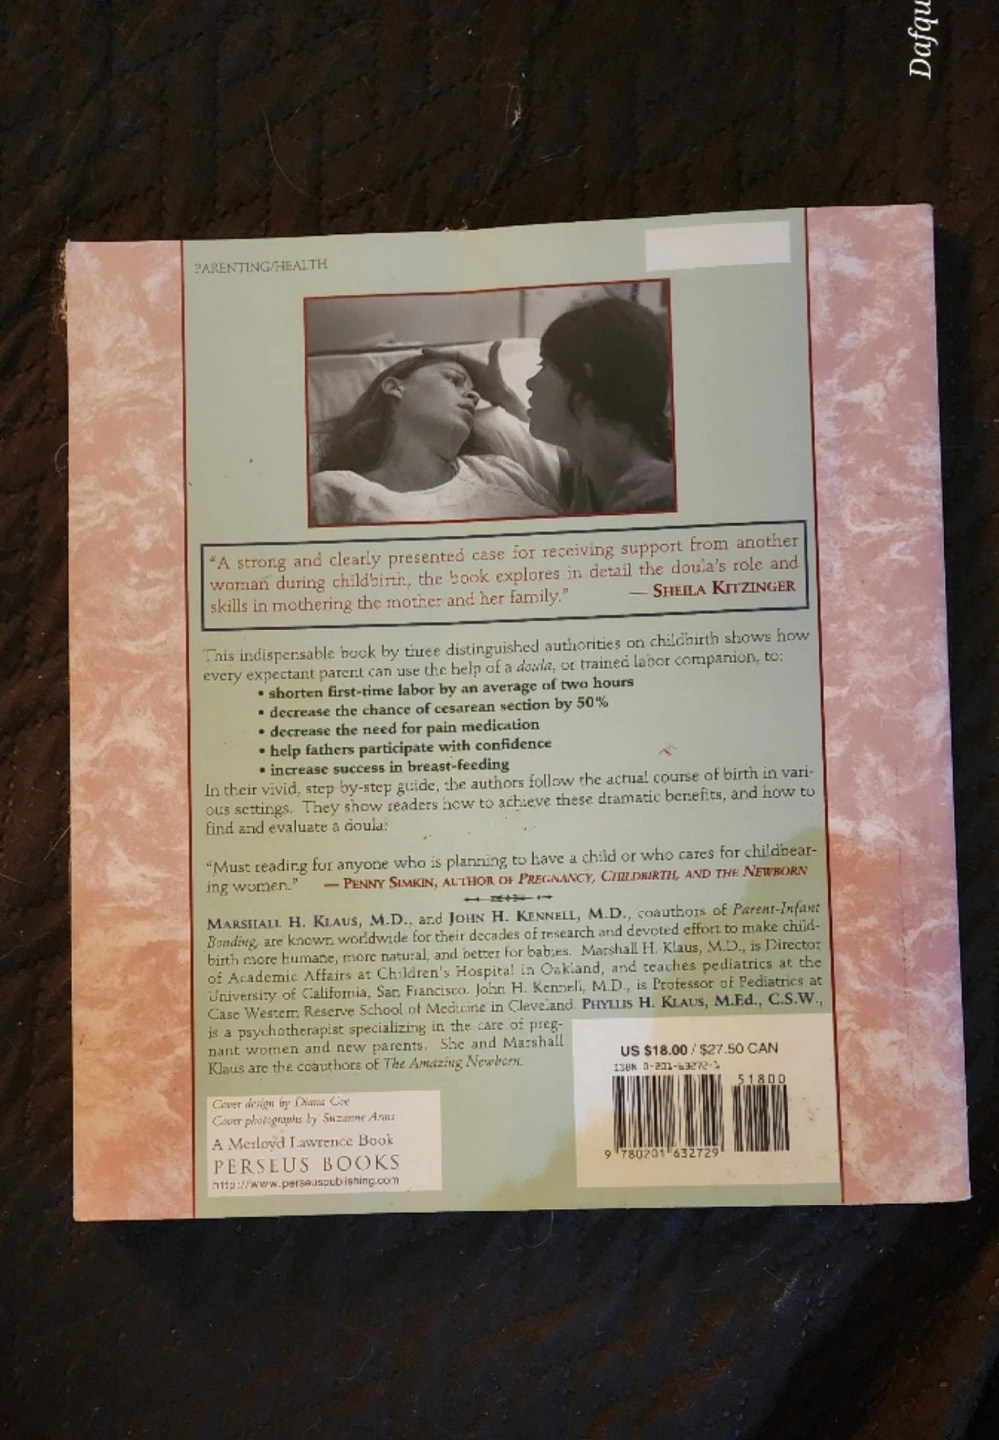 Dafqu
PARENTING/HEALTH
"A strong and clearly presented case for receiving support from another
woman during childbirth, the book explores in detail the doula's role and
skills in mothering the mother and her family." — SHEILA KITZINGER
This indispensable book by three distinguished authorities on childbirth shows how
every expectant parent can use the help of a doula, or trained labor companion, to:
• shorten first-time labor by an average of two hours
• decrease the chance of cesarean section by 50%
• decrease the need for pain medication
• help fathers participate with confidence
• increase success in breast-feeding
In their vivid, step-by-step guide, the authors follow the actual course of birth in vari-
ous settings. They show readers how to achieve these dramatic benefits, and how to
find and evaluate a doula.
"Must reading for anyone who is planning to have a child or who cares for childbear-
ing women." — PENNY SIMKIN, AUTHOR OF PREGNANCY, CHILDBIRTH, AND THE NEWBORN
MARSHALL H. KLAUS, M.D., and JOHN H. KENNELL, M.D., coauthors of Parent-Infant
Bonding, are known worldwide for their decades of research and devoted effort to make child-
birth more humane, more natural, and better for babies. Marshall H. Klaus, M.D., is Director
of Academic Affairs at Children's Hospital in Oakland, and teaches pediatrics at the
University of California, San Francisco. John H. Kennell, M.D., is Professor of Pediatrics at
Case Western Reserve School of Medicine in Cleveland. PHYLLIS H. KLAUS, M.Ed., C.S.W.,
is a psychotherapist specializing in the care of preg-
nant women and new parents. She and Marshall
Klaus are the coauthors of The Amazing Newborn.
US $18.00 / $27.50 CAN
ISBN 0-201-63272-1
51800
9 780201 632729
Cover design by Diana Coe
Cover photographs by Suzanne Arms
A Merloyd Lawrence Book
PERSEUS BOOKS
http://www.perseuspublishing.com